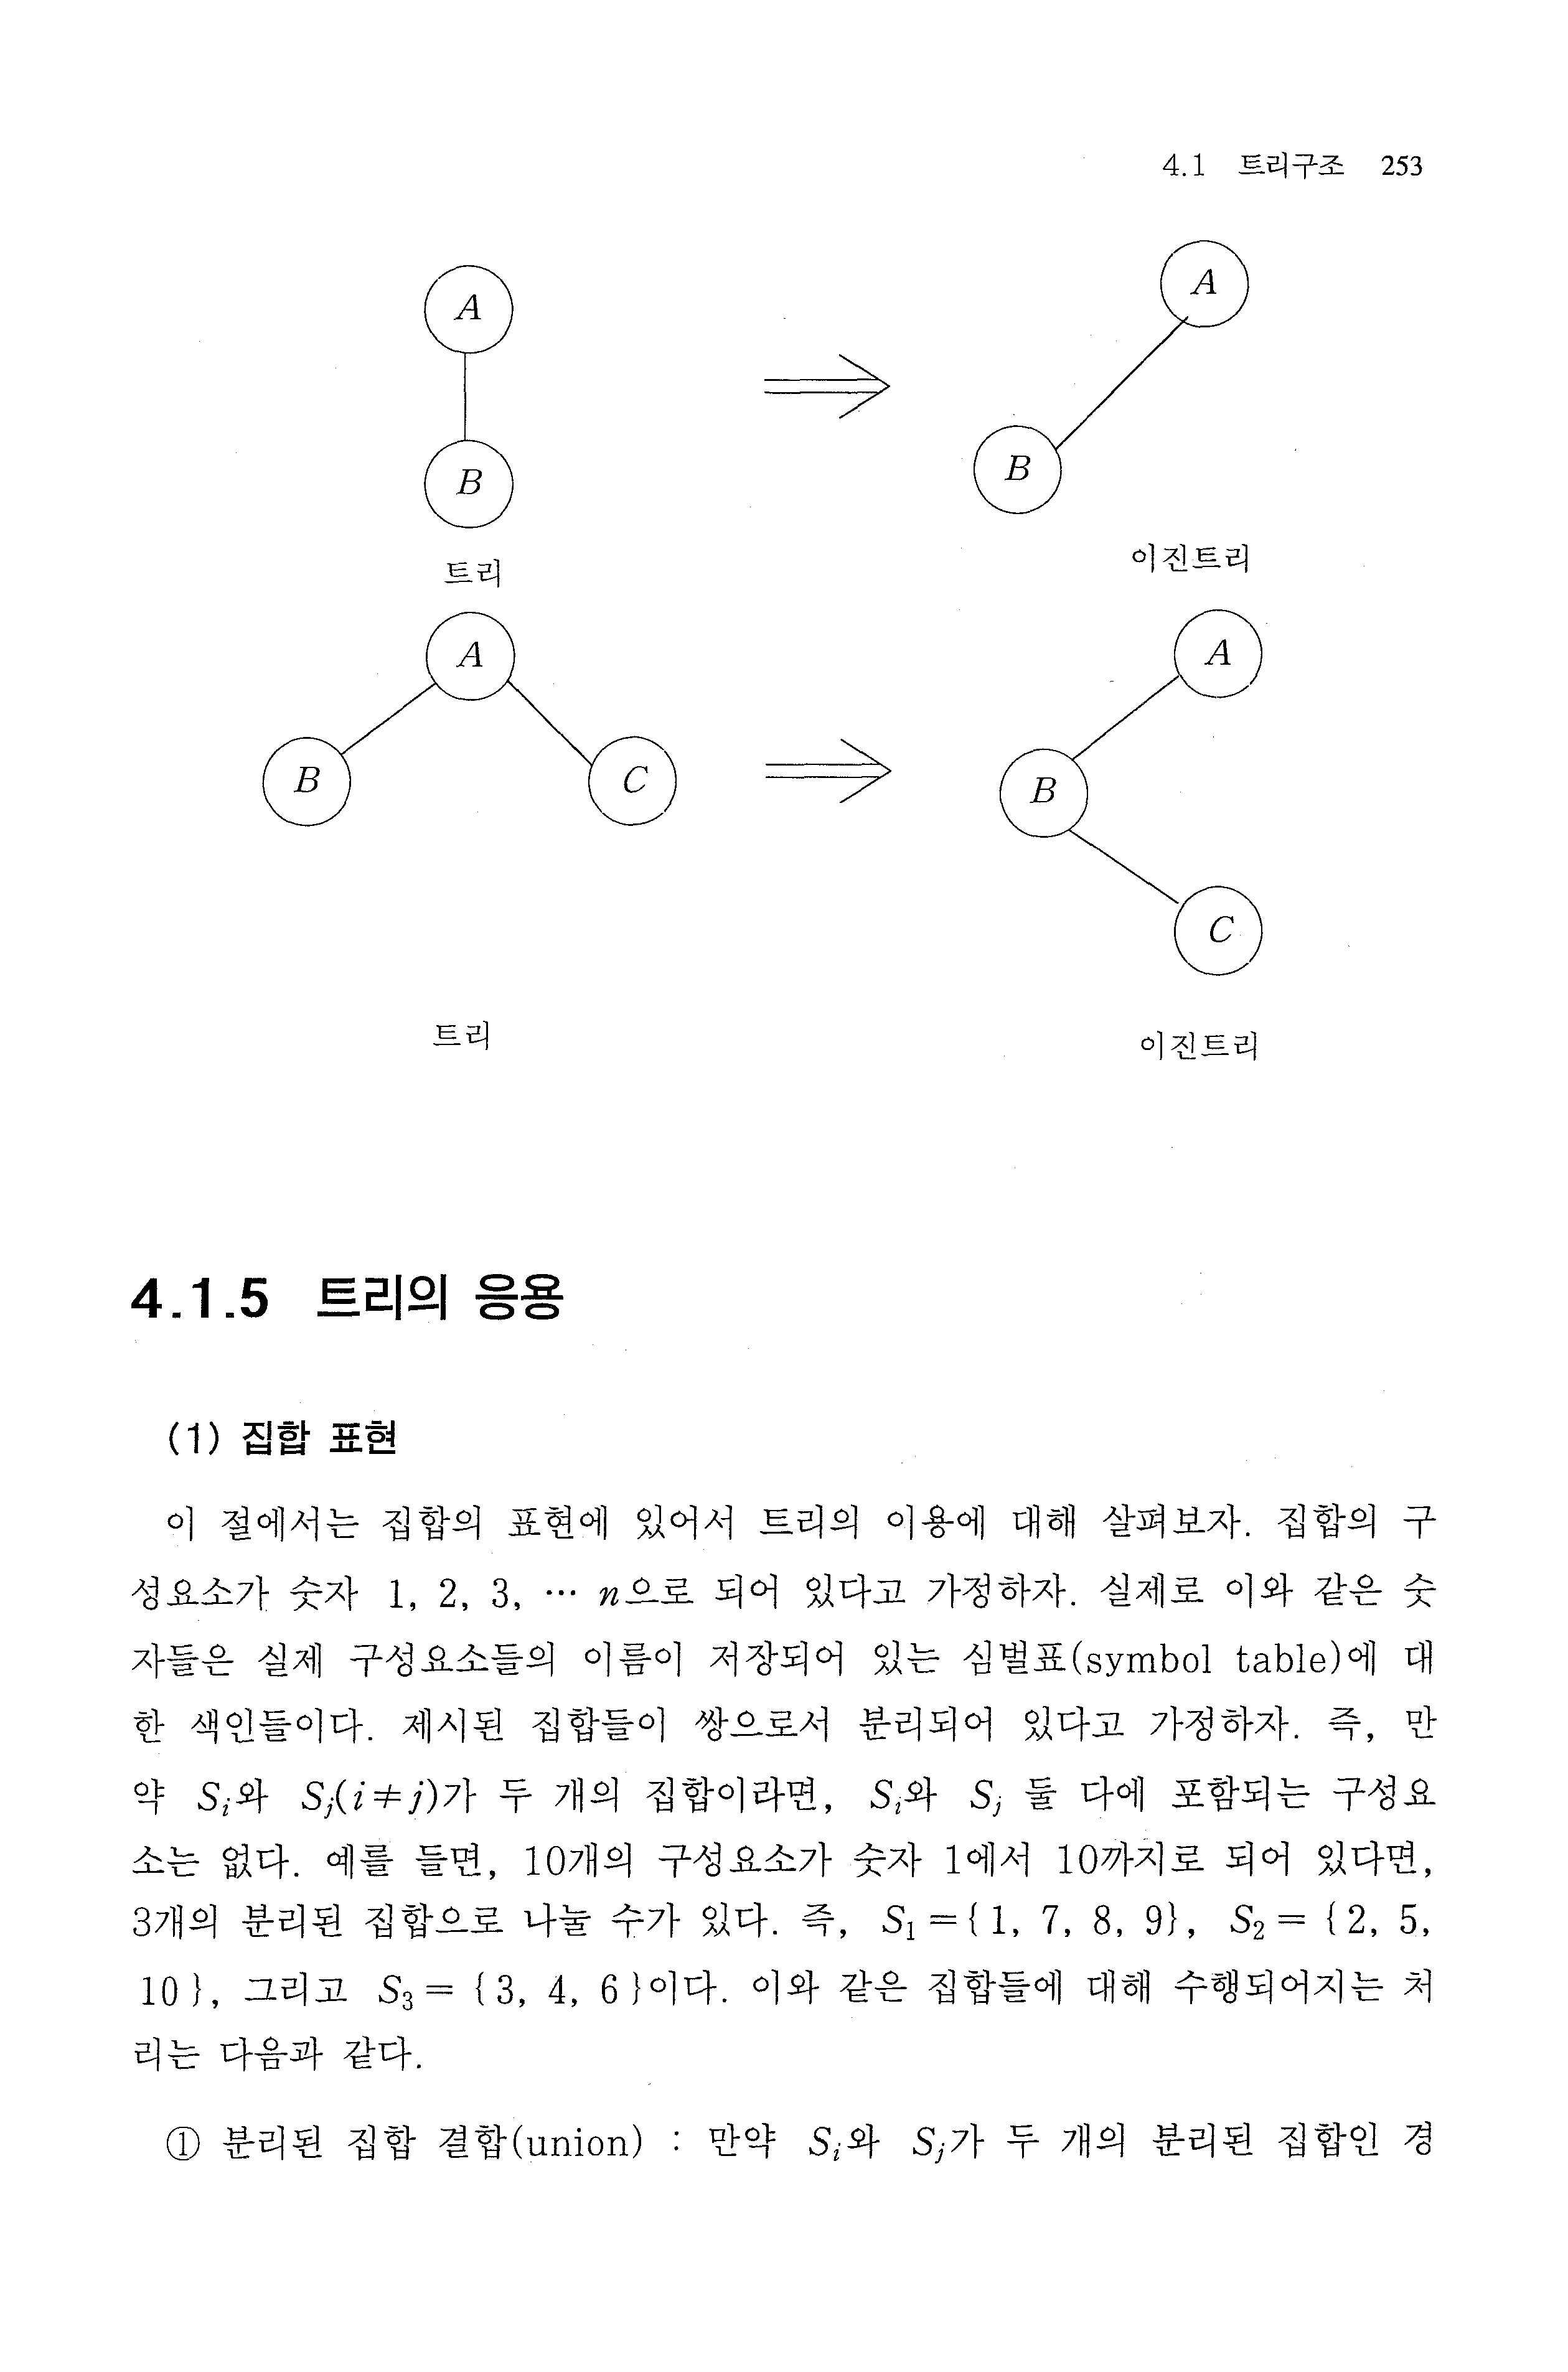 4.1 트리구조 253
A
A
B
B
트리
이진트리
A
A
B
C
B
C
트리
이진트리
4.1.5 트리의 응용
(1) 집합 표현
이 절에서는 집합의 표현에 있어서 트리의 이용에 대해 살펴보자. 집합의 구
성요소가 숫자 1, 2, 3, ⋯ n으로 되어 있다고 가정하자. 실제로 이와 같은 숫
자들은 실제 구성요소들의 이름이 저장되어 있는 심벌표(symbol table)에 대
한 색인들이다. 제시된 집합들이 쌍으로서 분리되어 있다고 가정하자. 즉, 만
약 Sᵢ와 Sⱼ(i≠j)가 두 개의 집합이라면, Sᵢ와 Sⱼ 둘 다에 포함되는 구성요
소는 없다. 예를 들면, 10개의 구성요소가 숫자 1에서 10까지로 되어 있다면,
3개의 분리된 집합으로 나눌 수가 있다. 즉, S₁={1, 7, 8, 9}, S₂= {2, 5,
10}, 그리고 S₃= {3, 4, 6}이다. 이와 같은 집합들에 대해 수행되어지는 처
리는 다음과 같다.
① 분리된 집합 결합(union) : 만약 Sᵢ와 Sⱼ가 두 개의 분리된 집합인 경